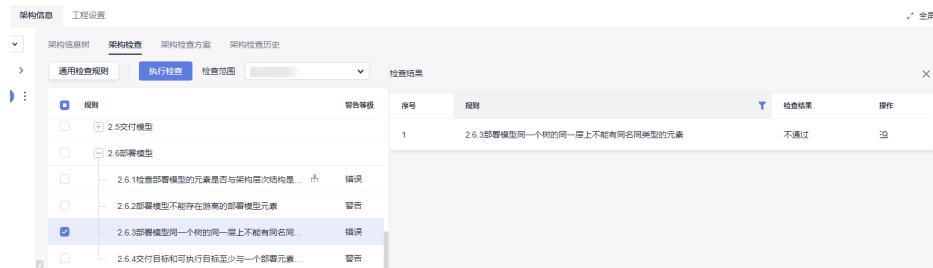 架构信息 工程设置 全屏
架构信息树 架构检查 架构检查方案 架构检查历史
通用检查规则 执行检查 检查范围
检查结果
规则 警告等级
序号 规则 检查结果 操作
2.5交付模型
1 2.6.3部署模型同一个树的同一层上不能有同名同类型的元素 不通过
2.6部署模型
2.6.1检查部署模型的元素是否与架构层次结构是... 错误
2.6.2部署模型不能存在游离的部署模型元素 警告
2.6.3部署模型同一个树的同一层上不能有同名同... 错误
2.6.4交付目标和可执行目标至少与一个部署元素... 警告